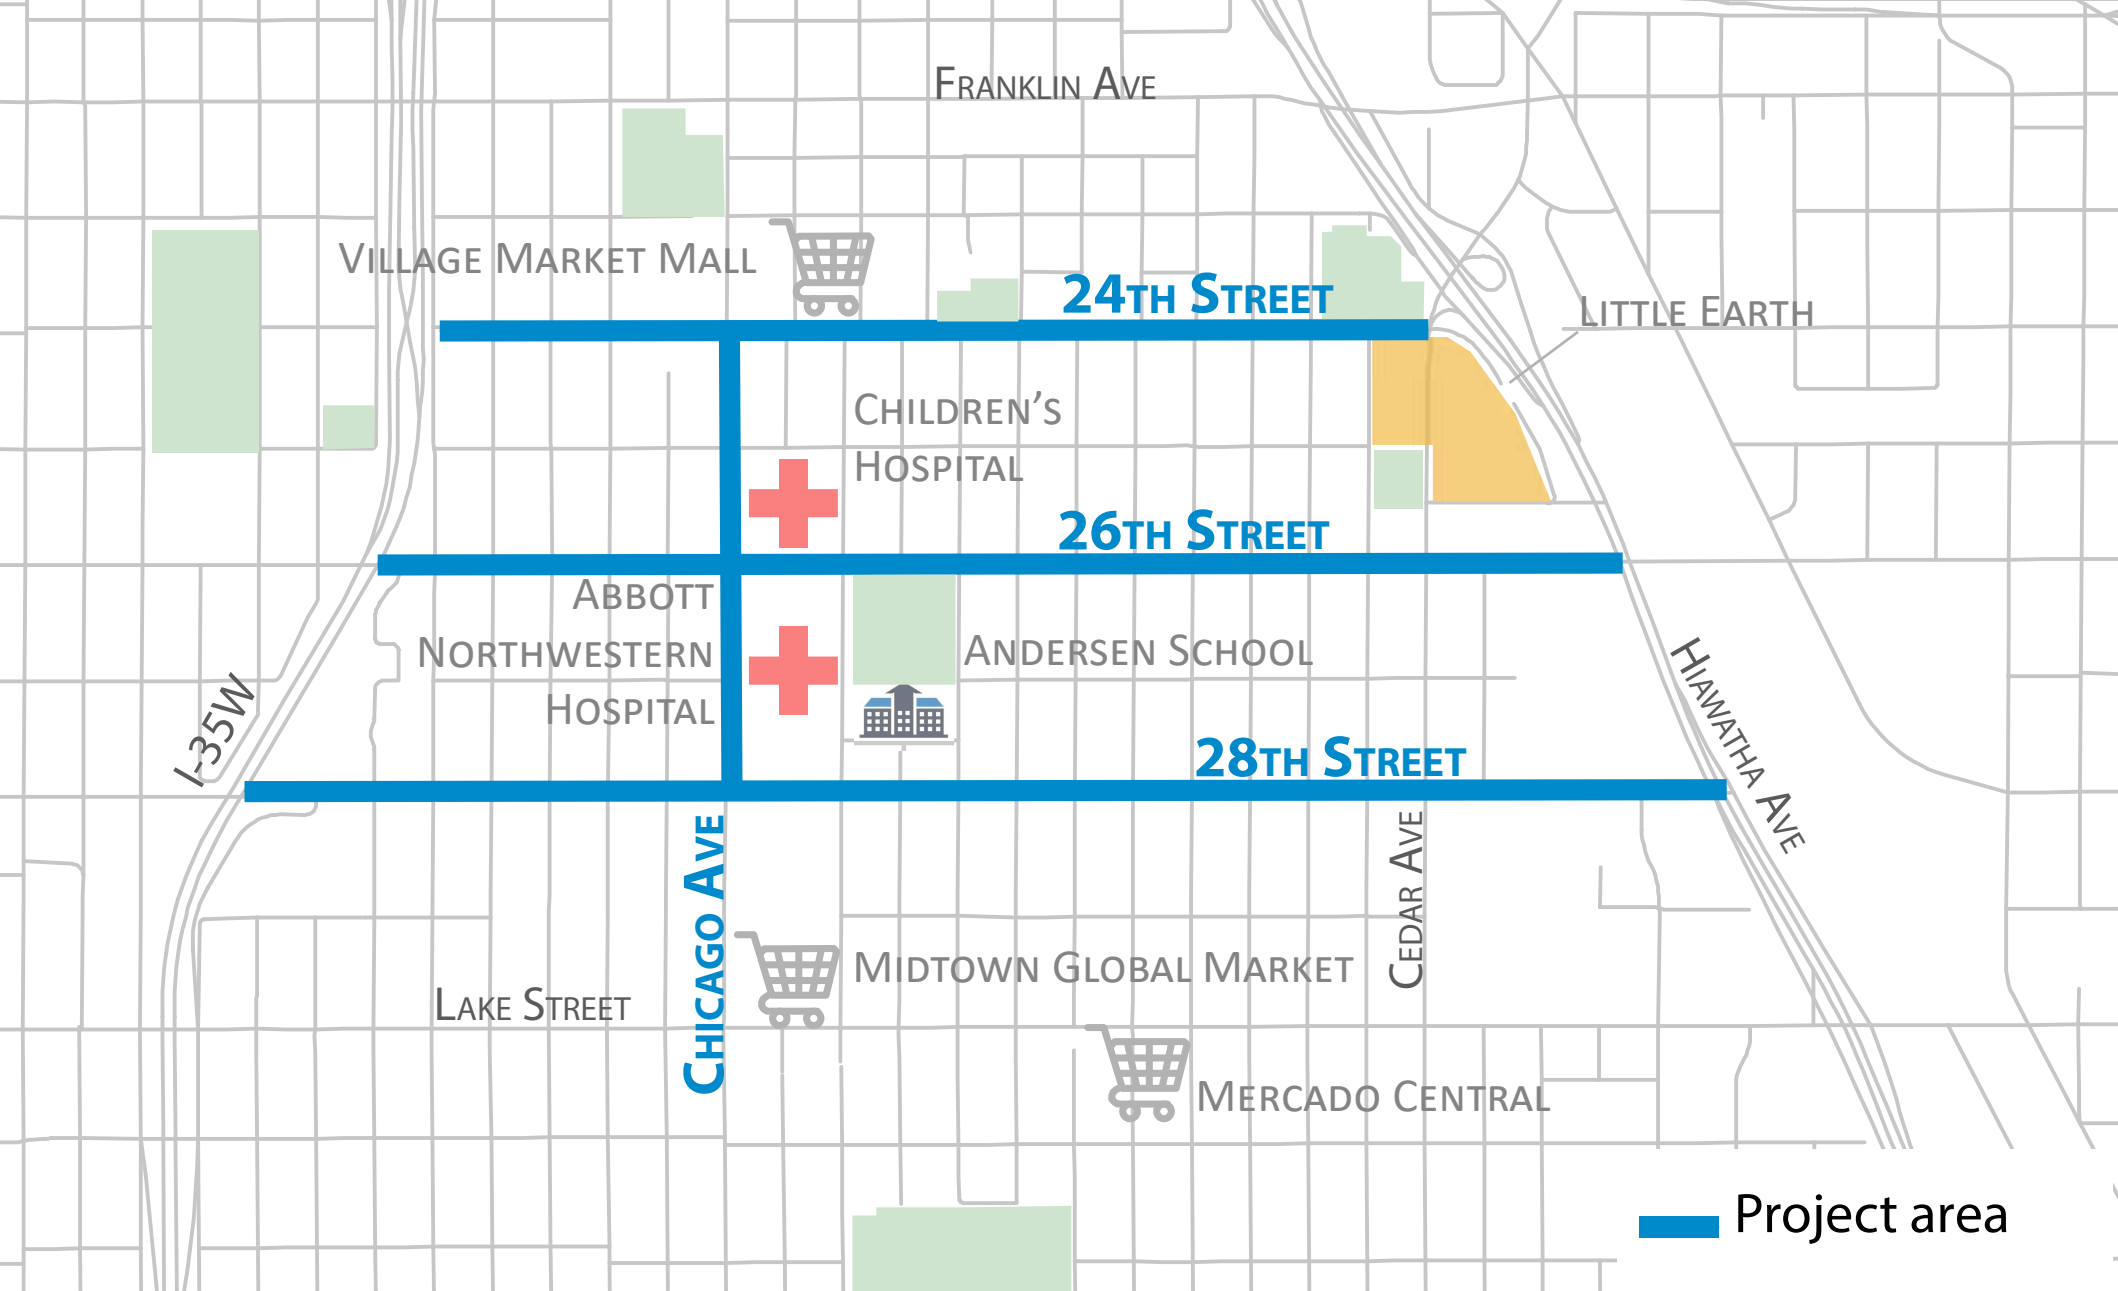 Franklin Ave
Village Market Mall
24th Street
Little Earth
Children’s
Hospital
26th Street
Abbott
Northwestern
Hospital
Andersen School
I-35W
Hiawatha Ave
28th Street
Chicago Ave
Cedar Ave
Midtown Global Market
Lake Street
Mercado Central
Project area